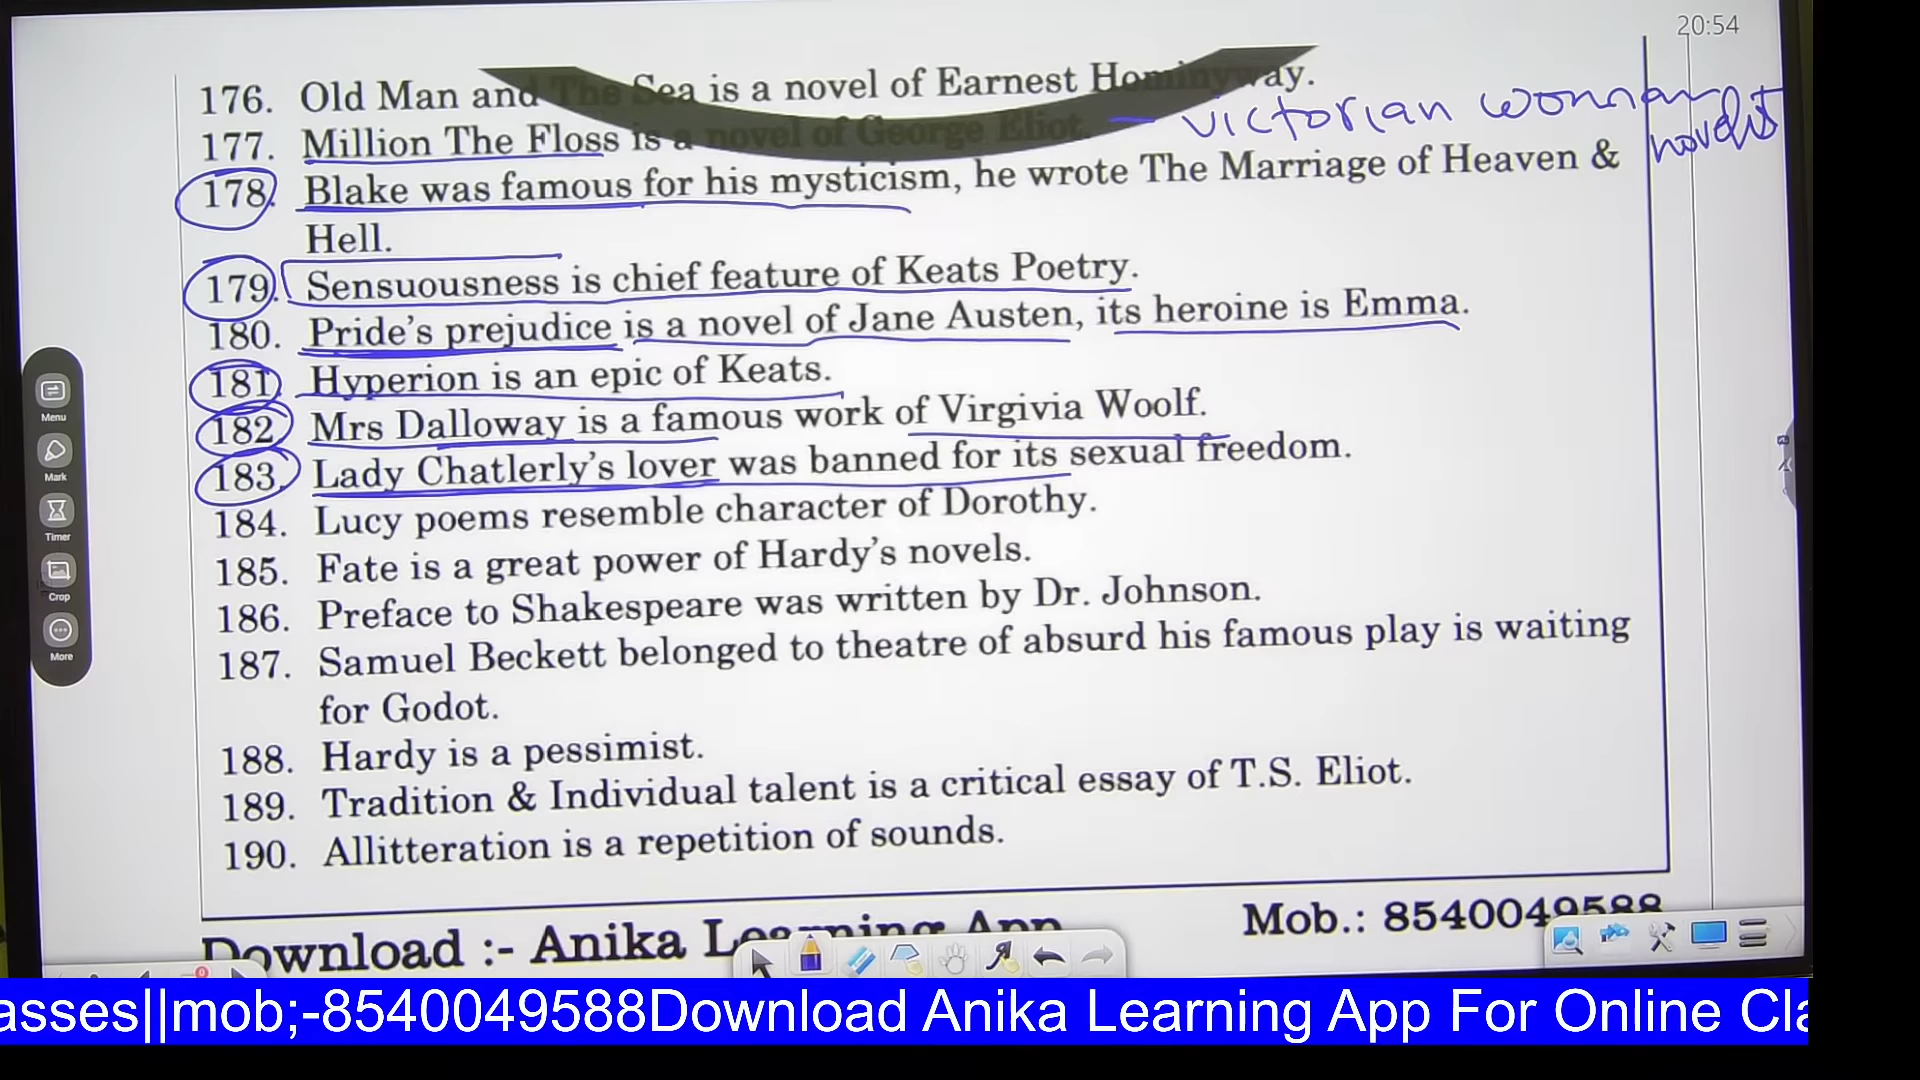 20:54
176. Old Man and The Sea is a novel of Earnest Hominyway.
177. Million The Floss is a novel of George Eliot. — victorian woman novelist
178. Blake was famous for his mysticism, he wrote The Marriage of Heaven &
Hell.
179. Sensuousness is chief feature of Keats Poetry.
180. Pride's prejudice is a novel of Jane Austen, its heroine is Emma.
181. Hyperion is an epic of Keats.
182. Mrs Dalloway is a famous work of Virgivia Woolf.
183. Lady Chatlerly's lover was banned for its sexual freedom.
184. Lucy poems resemble character of Dorothy.
185. Fate is a great power of Hardy's novels.
186. Preface to Shakespeare was written by Dr. Johnson.
187. Samuel Beckett belonged to theatre of absurd his famous play is waiting
for Godot.
188. Hardy is a pessimist.
189. Tradition & Individual talent is a critical essay of T.S. Eliot.
190. Allitteration is a repetition of sounds.
Menu
Mark
Timer
Crop
More
Download :- Anika Learning App Mob.: 8540049588
asses||mob;-8540049588Download Anika Learning App For Online Cla